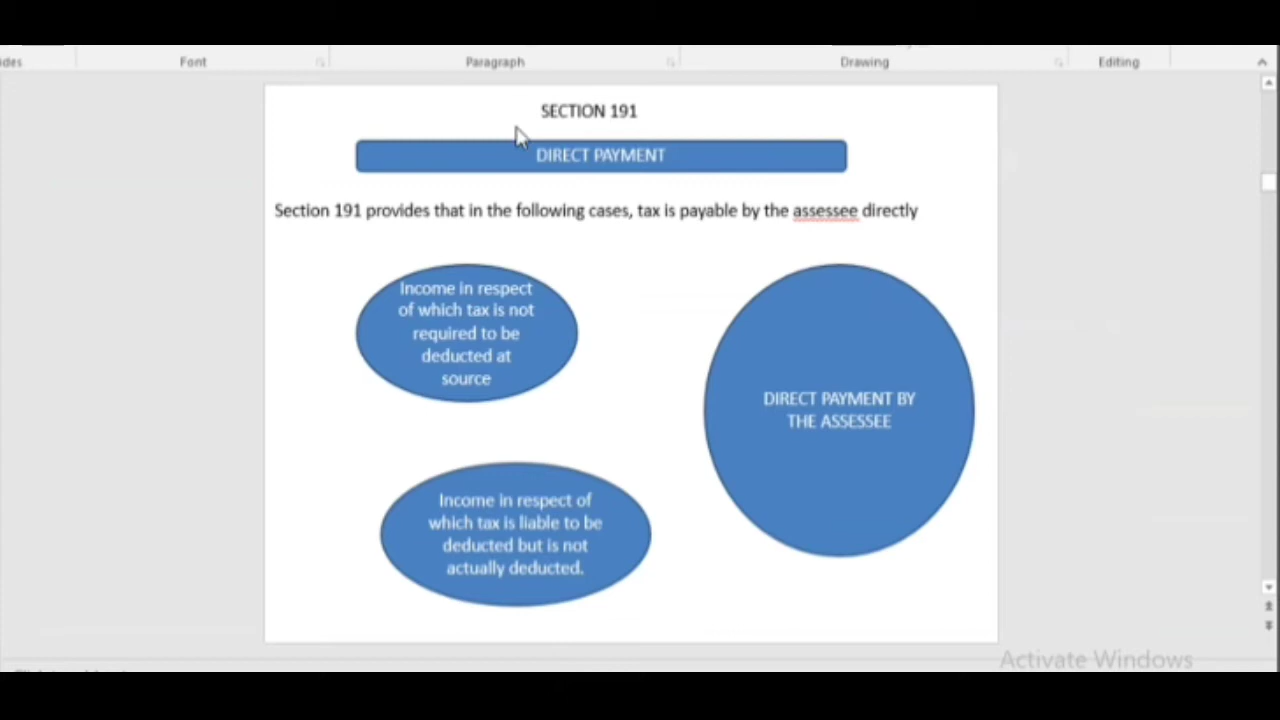 ides Font Paragraph Drawing Editing
SECTION 191
DIRECT PAYMENT
Section 191 provides that in the following cases, tax is payable by the assessee directly
Income in respect
of which tax is not
required to be
deducted at
source
DIRECT PAYMENT BY
THE ASSESSEE
Income in respect of
which tax is liable to be
deducted but is not
actually deducted.
Activate Windows